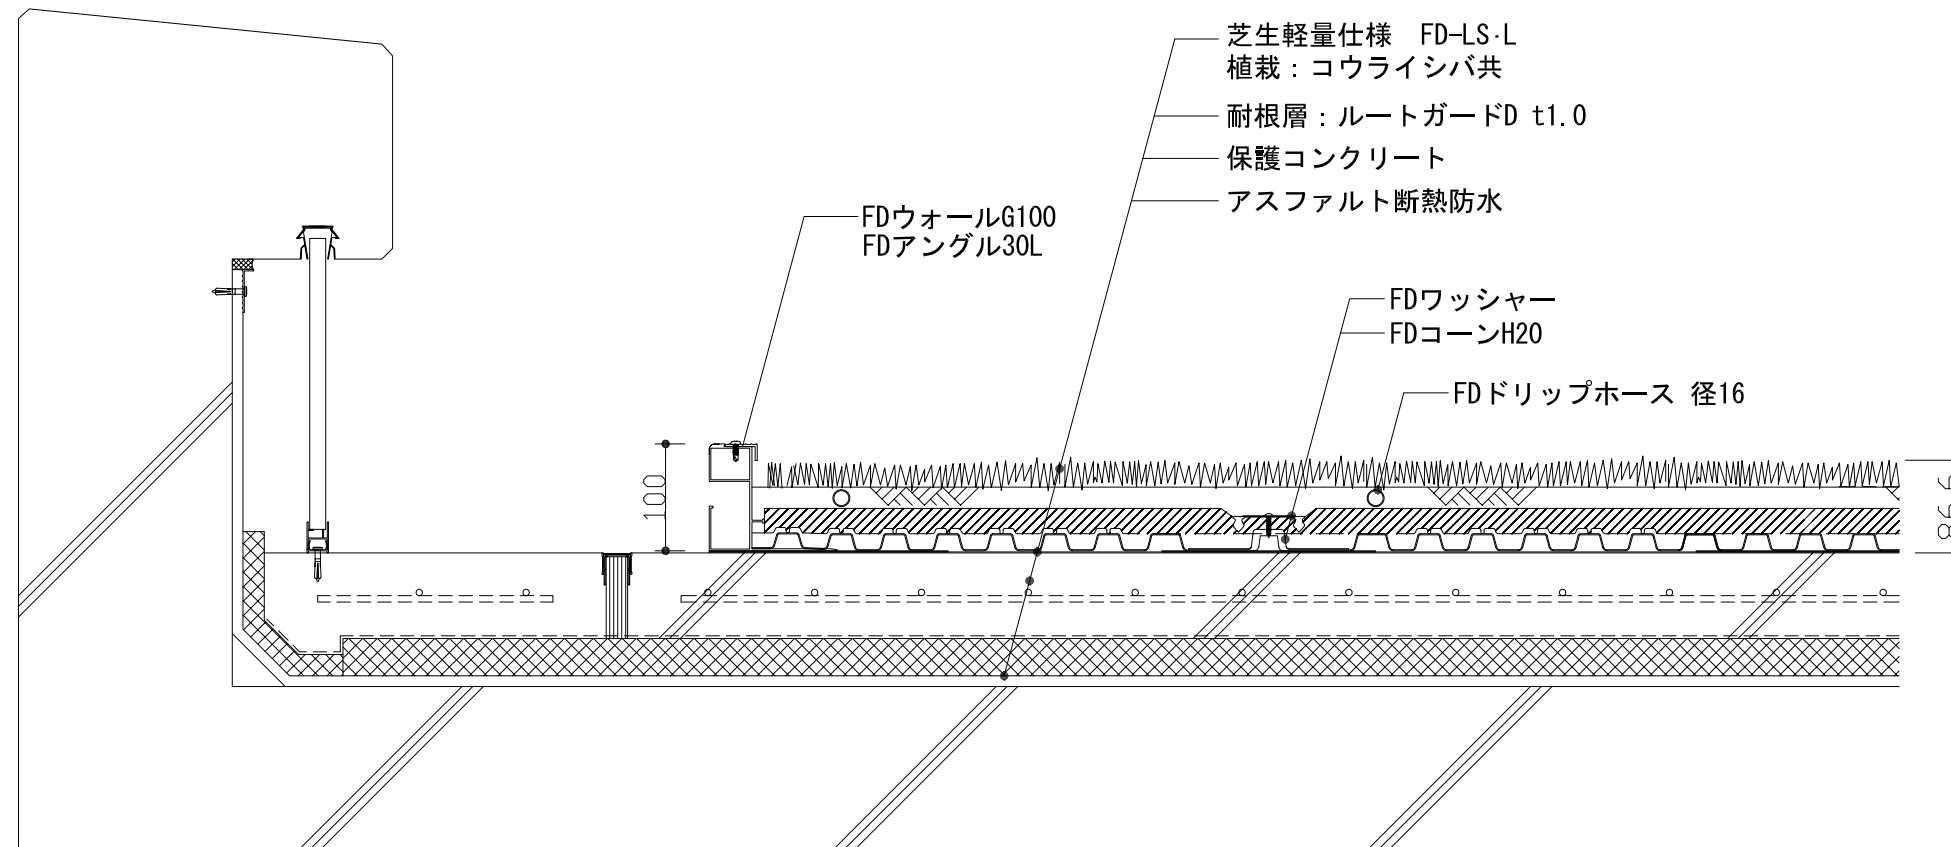 芝生軽量仕様　FD-LS·L
植栽：コウライシバ共
耐根層：ルートガードD t1.0
保護コンクリート
アスファルト断熱防水
FDウォールG100
FDアングル30L
FDワッシャー
FDコーンH20
FDドリップホース 径16
100